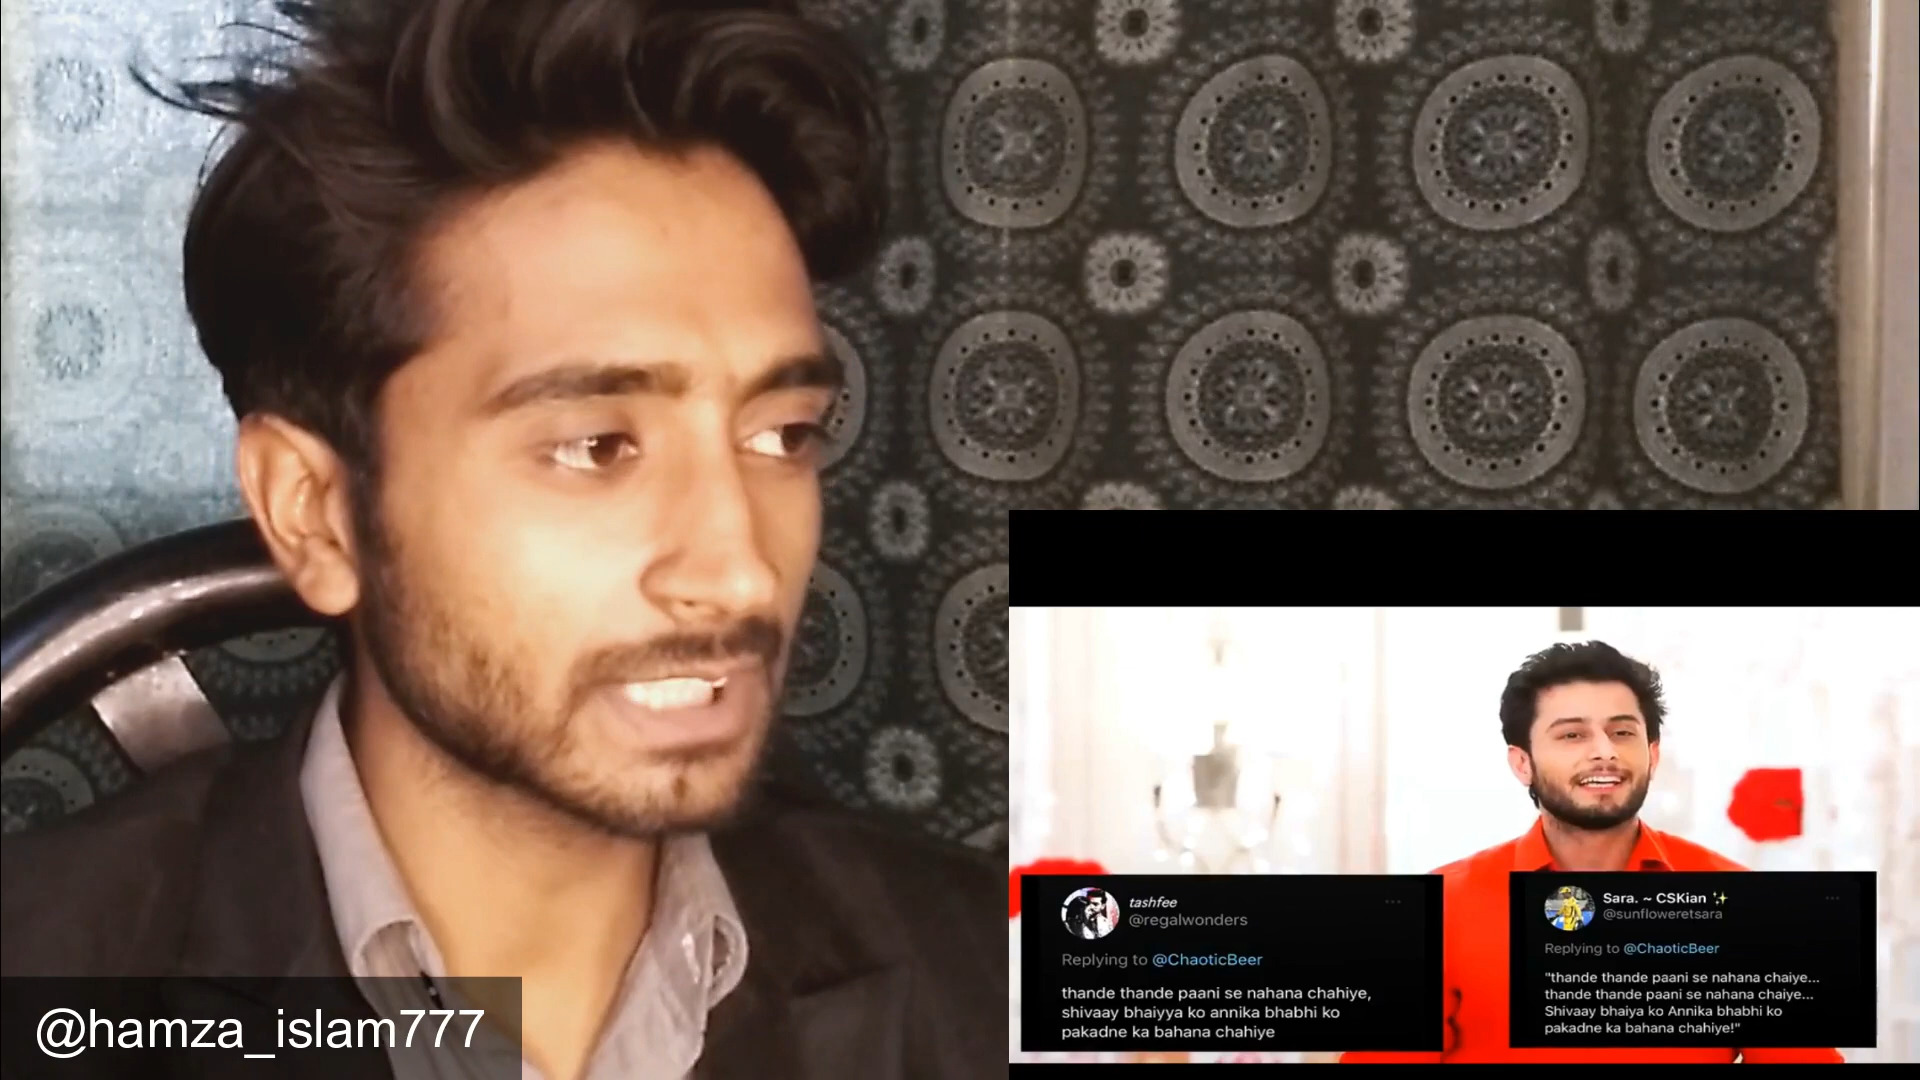 @hamza_islam777
tashfee
@regalwonders
Replying to @ChaoticBeer
thande thande paani se nahana chahiye,
shivaay bhaiyya ko annika bhabhi ko
pakadne ka bahana chahiye
Sara. ~ CSKian ✨
@sunfloweretsara
Replying to @ChaoticBeer
"thande thande paani se nahana chaiye...
thande thande paani se nahana chaiye...
Shivaay bhaiya ko Annika bhabhi ko
pakadne ka bahana chahiye!"